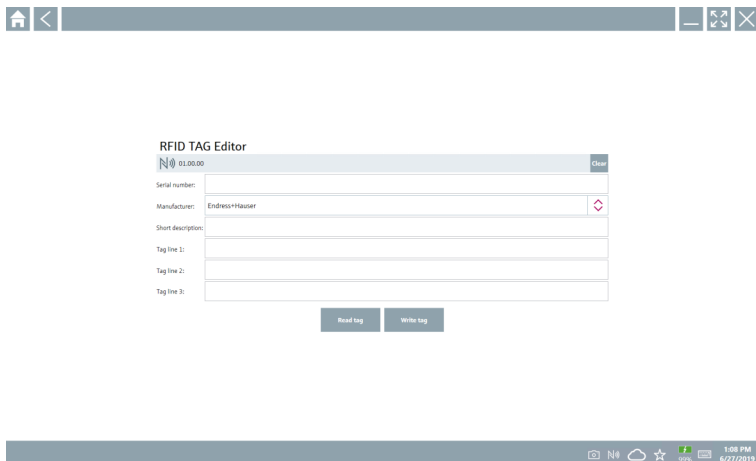 RFID TAG Editor
01.00.00 Clear
Serial number:
Manufacturer: Endress+Hauser
Short description:
Tag line 1:
Tag line 2:
Tag line 3:
Read tag Write tag
99% 1:08 PM
6/27/2019